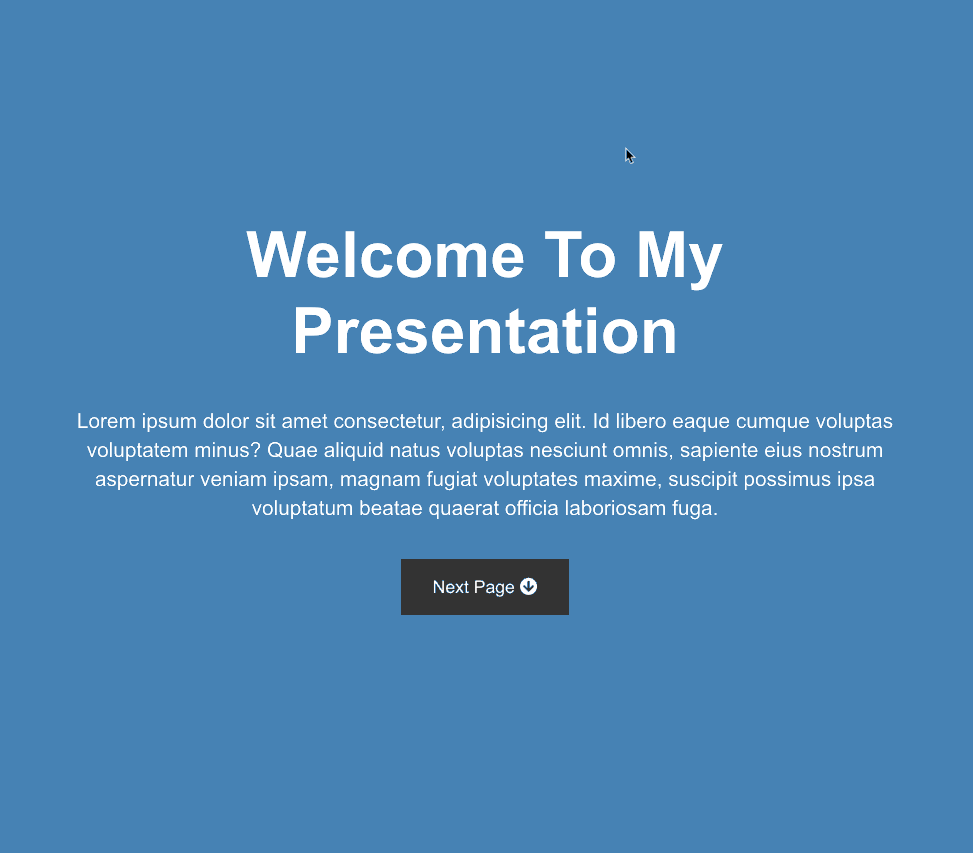 Welcome To My
Presentation
Lorem ipsum dolor sit amet consectetur, adipisicing elit. Id libero eaque cumque voluptas
voluptatem minus? Quae aliquid natus voluptas nesciunt omnis, sapiente eius nostrum
aspernatur veniam ipsam, magnam fugiat voluptates maxime, suscipit possimus ipsa
voluptatum beatae quaerat officia laboriosam fuga.
Next Page